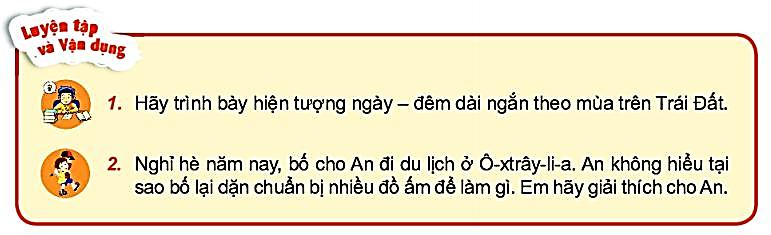 Luyện tập
và Vận dụng
1. Hãy trình bày hiện tượng ngày – đêm dài ngắn theo mùa trên Trái Đất.
2. Nghỉ hè năm nay, bố cho An đi du lịch ở Ô-xtrây-li-a. An không hiểu tại
sao bố lại dặn chuẩn bị nhiều đồ ấm để làm gì. Em hãy giải thích cho An.